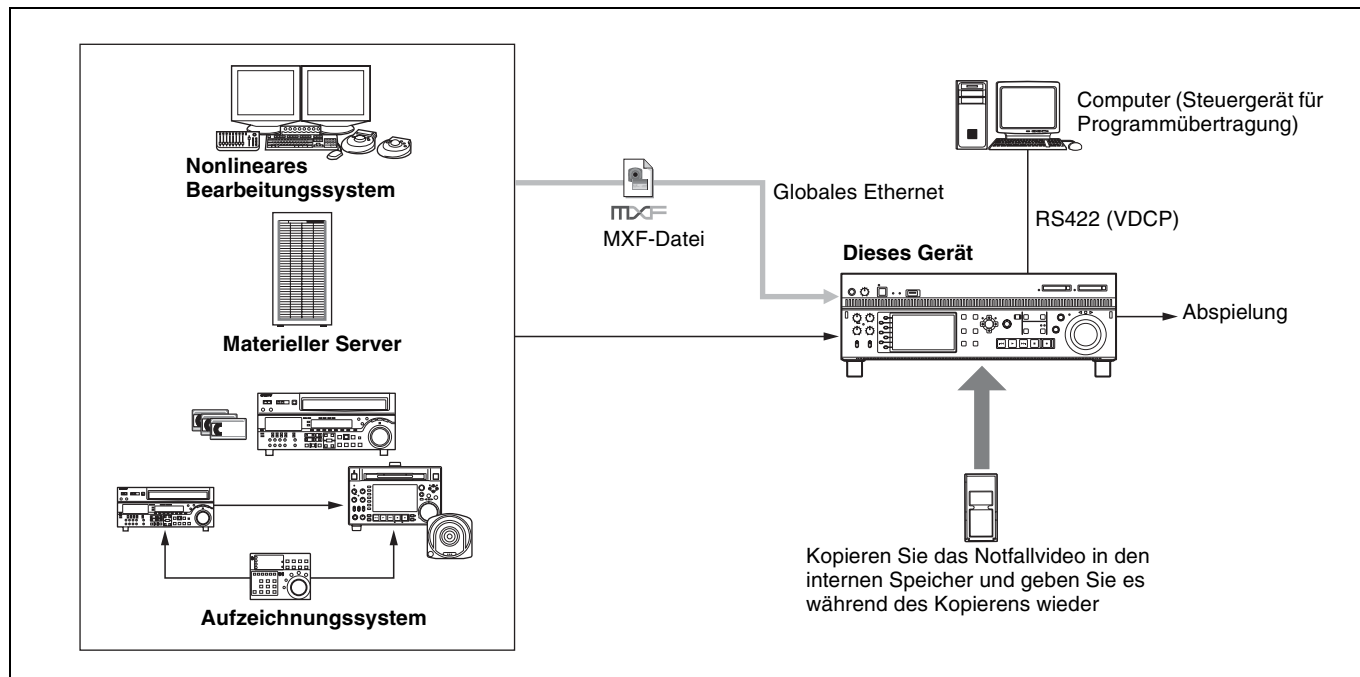 Nonlineares
Bearbeitungssystem
Materieller Server
Aufzeichnungssystem
MXF
MXF-Datei
Globales Ethernet
Computer (Steuergerät für
Programmübertragung)
RS422 (VDCP)
Dieses Gerät
Abspielung
Kopieren Sie das Notfallvideo in den
internen Speicher und geben Sie es
während des Kopierens wieder